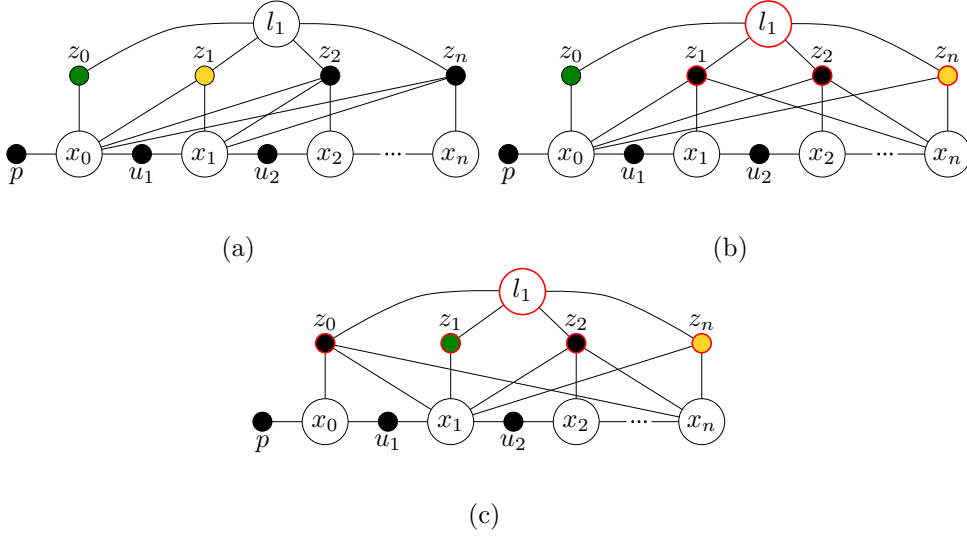 l₁
z₀ z₁ z₂ zₙ
x₀ x₁ x₂ ... xₙ
p u₁ u₂
(a)
l₁
z₀ z₁ z₂ zₙ
x₀ x₁ x₂ ... xₙ
p u₁ u₂
(b)
l₁
z₀ z₁ z₂ zₙ
x₀ x₁ x₂ ... xₙ
p u₁ u₂
(c)